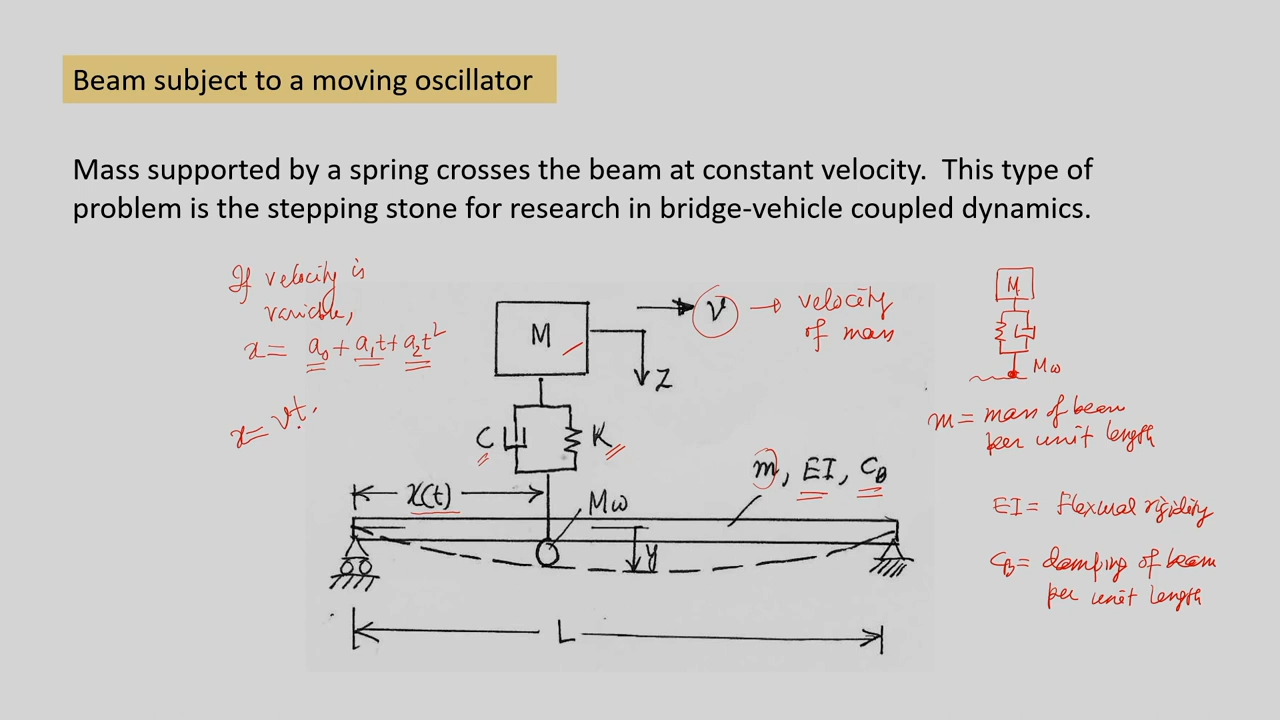 Beam subject to a moving oscillator
Mass supported by a spring crosses the beam at constant velocity. This type of
problem is the stepping stone for research in bridge-vehicle coupled dynamics.
If velocity is
variable,
x = a₀ + a₁t + a₂t²
x = vt.
M
Z
V → velocity
of mass
C
K
x(t)
Mω
m, EI, C_B
y
L
M
Mω
m = mass of beam
per unit length
EI = Flexural rigidity
C_B = damping of beam
per unit length